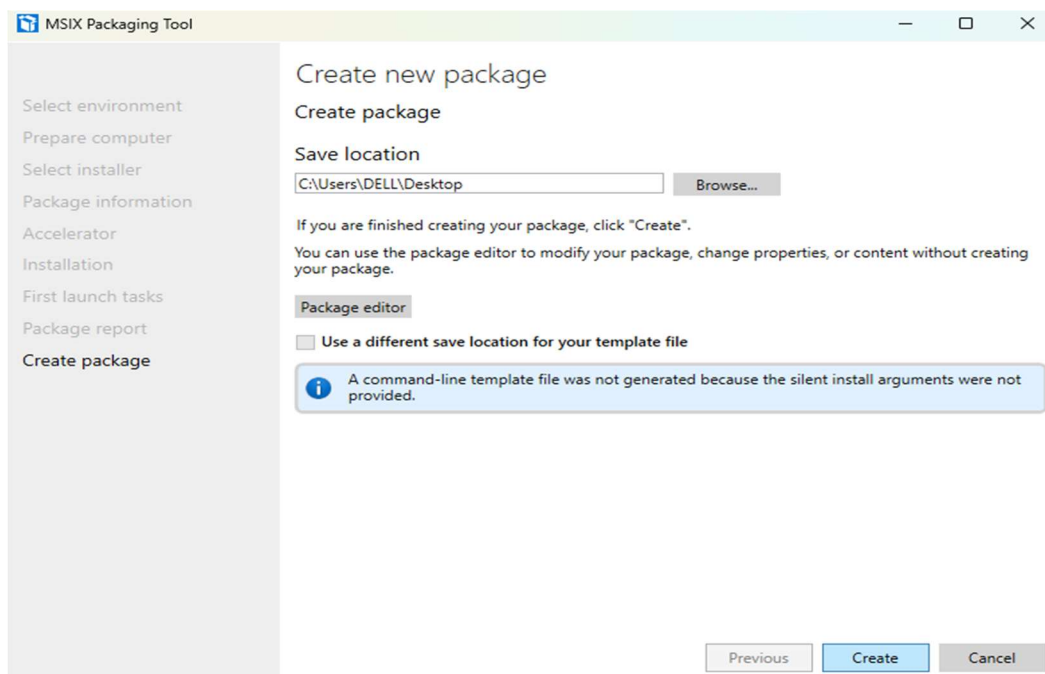 MSIX Packaging Tool
Select environment
Prepare computer
Select installer
Package information
Accelerator
Installation
First launch tasks
Package report
Create package
Create new package
Create package
Save location
C:\Users\DELL\Desktop
Browse...
If you are finished creating your package, click "Create".
You can use the package editor to modify your package, change properties, or content without creating
your package.
Package editor
Use a different save location for your template file
A command-line template file was not generated because the silent install arguments were not
provided.
Previous
Create
Cancel